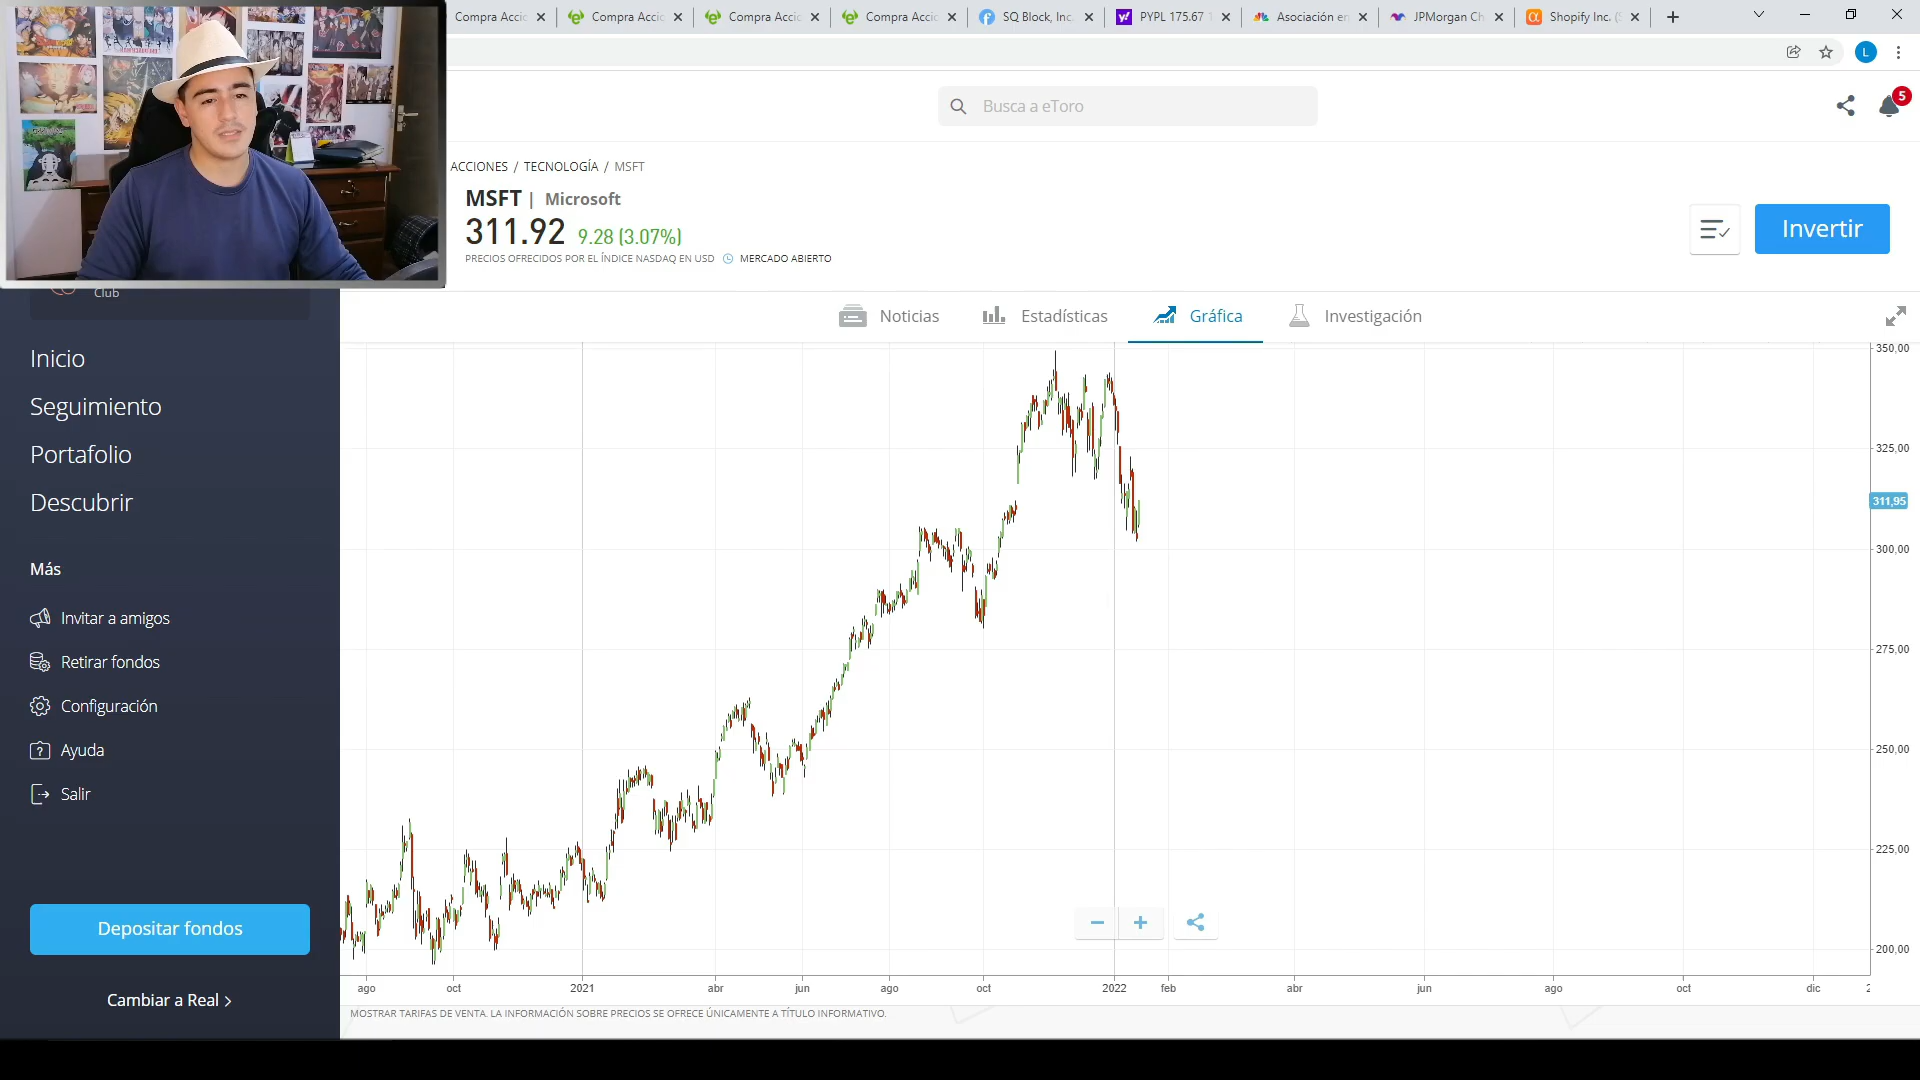 Compra Accic
Compra Accic
Compra Accic
Compra Accic
SQ Block, Inc.
PYPL 175.67
Asociación en
JPMorgan Ch
Shopify Inc. (
L
Busca a eToro
5
ACCIONES / TECNOLOGÍA / MSFT
MSFT | Microsoft
311.92 9.28 (3.07%)
PRECIOS OFRECIDOS POR EL ÍNDICE NASDAQ EN USD MERCADO ABIERTO
Invertir
Club
Noticias Estadísticas Gráfica Investigación
Inicio
Seguimiento
Portafolio
Descubrir
Más
Invitar a amigos
Retirar fondos
Configuración
Ayuda
Salir
Depositar fondos
Cambiar a Real >
350,00
325,00
311,95
300,00
275,00
250,00
225,00
200,00
ago oct 2021 abr jun ago oct 2022 feb abr jun ago oct dic 2
MOSTRAR TARIFAS DE VENTA. LA INFORMACIÓN SOBRE PRECIOS SE OFRECE ÚNICAMENTE A TÍTULO INFORMATIVO.